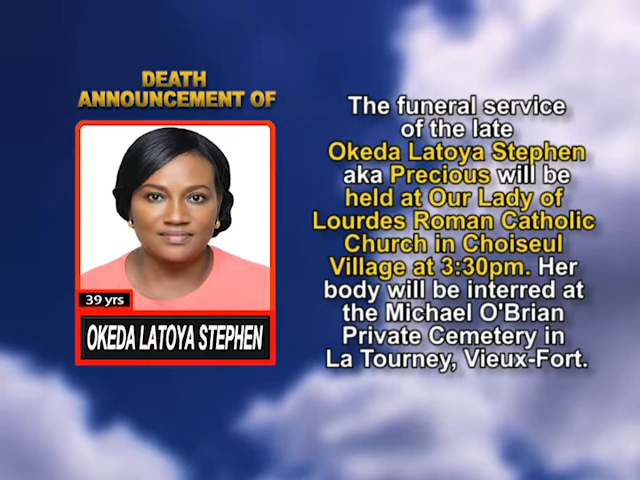 DEATH
ANNOUNCEMENT OF
39 yrs
OKEDA LATOYA STEPHEN
The funeral service
of the late
Okeda Latoya Stephen
aka Precious will be
held at Our Lady of
Lourdes Roman Catholic
Church in Choiseul
Village at 3:30pm. Her
body will be interred at
the Michael O'Brian
Private Cemetery in
La Tourney, Vieux-Fort.